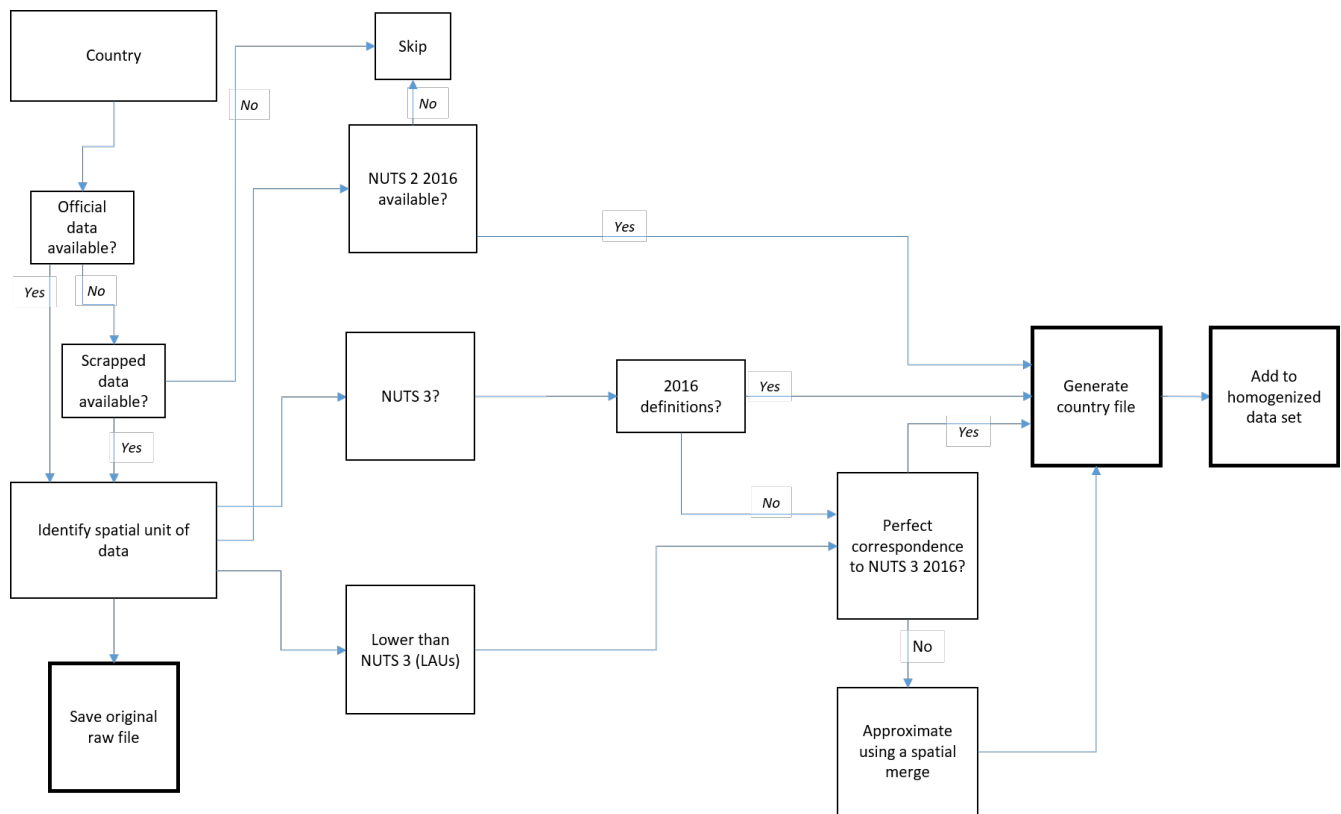 Country
Skip
No
No
NUTS 2 2016
available?
Official
data
available?
Yes
Yes
No
Scrapped
data
available?
NUTS 3?
2016
definitions?
Yes
Generate
country file
Add to
homogenized
data set
Yes
Yes
No
Identify spatial unit of
data
Perfect
correspondence
to NUTS 3 2016?
Lower than
NUTS 3 (LAUs)
No
Save original
raw file
Approximate
using a spatial
merge